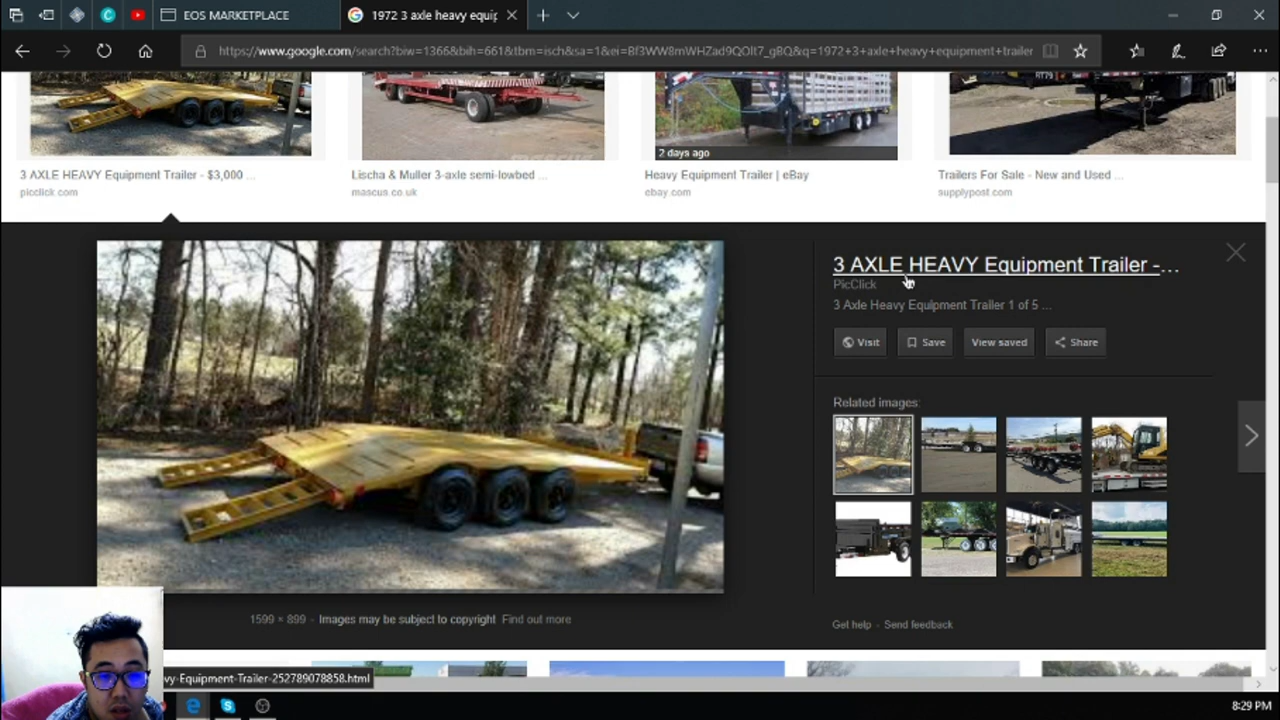 EOS MARKETPLACE
1972 3 axle heavy equip
https://www.google.com/search?biw=1366&bih=661&tbm=isch&sa=1&ei=Bf3WW8mWHZad9QOlt7_gBQ&q=1972+3+axle+heavy+equipment+trailer
RT79
2 days ago
3 AXLE HEAVY Equipment Trailer - $3,000 ...
picclick.com
Lischa & Muller 3-axle semi-lowbed ...
mascus.co.uk
Heavy Equipment Trailer | eBay
ebay.com
Trailers For Sale - New and Used ...
supplypost.com
3 AXLE HEAVY Equipment Trailer -...
PicClick
3 Axle Heavy Equipment Trailer 1 of 5 ...
Visit Save View saved Share
Related images:
1599 × 899 - Images may be subject to copyright Find out more
Get help - Send feedback
vy-Equipment-Trailer-252789078858.html
8:29 PM